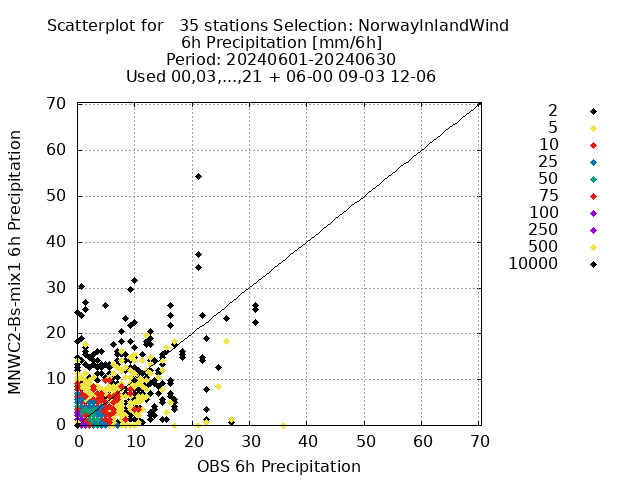 Scatterplot for   35 stations Selection: NorwayInlandWind
6h Precipitation [mm/6h]
Period: 20240601-20240630
Used 00,03,...,21 + 06-00 09-03 12-06
MNWC2-Bs-mix1 6h Precipitation
70
60
50
40
30
20
10
0
0 10 20 30 40 50 60 70
OBS 6h Precipitation
2
5
10
25
50
75
100
250
500
10000